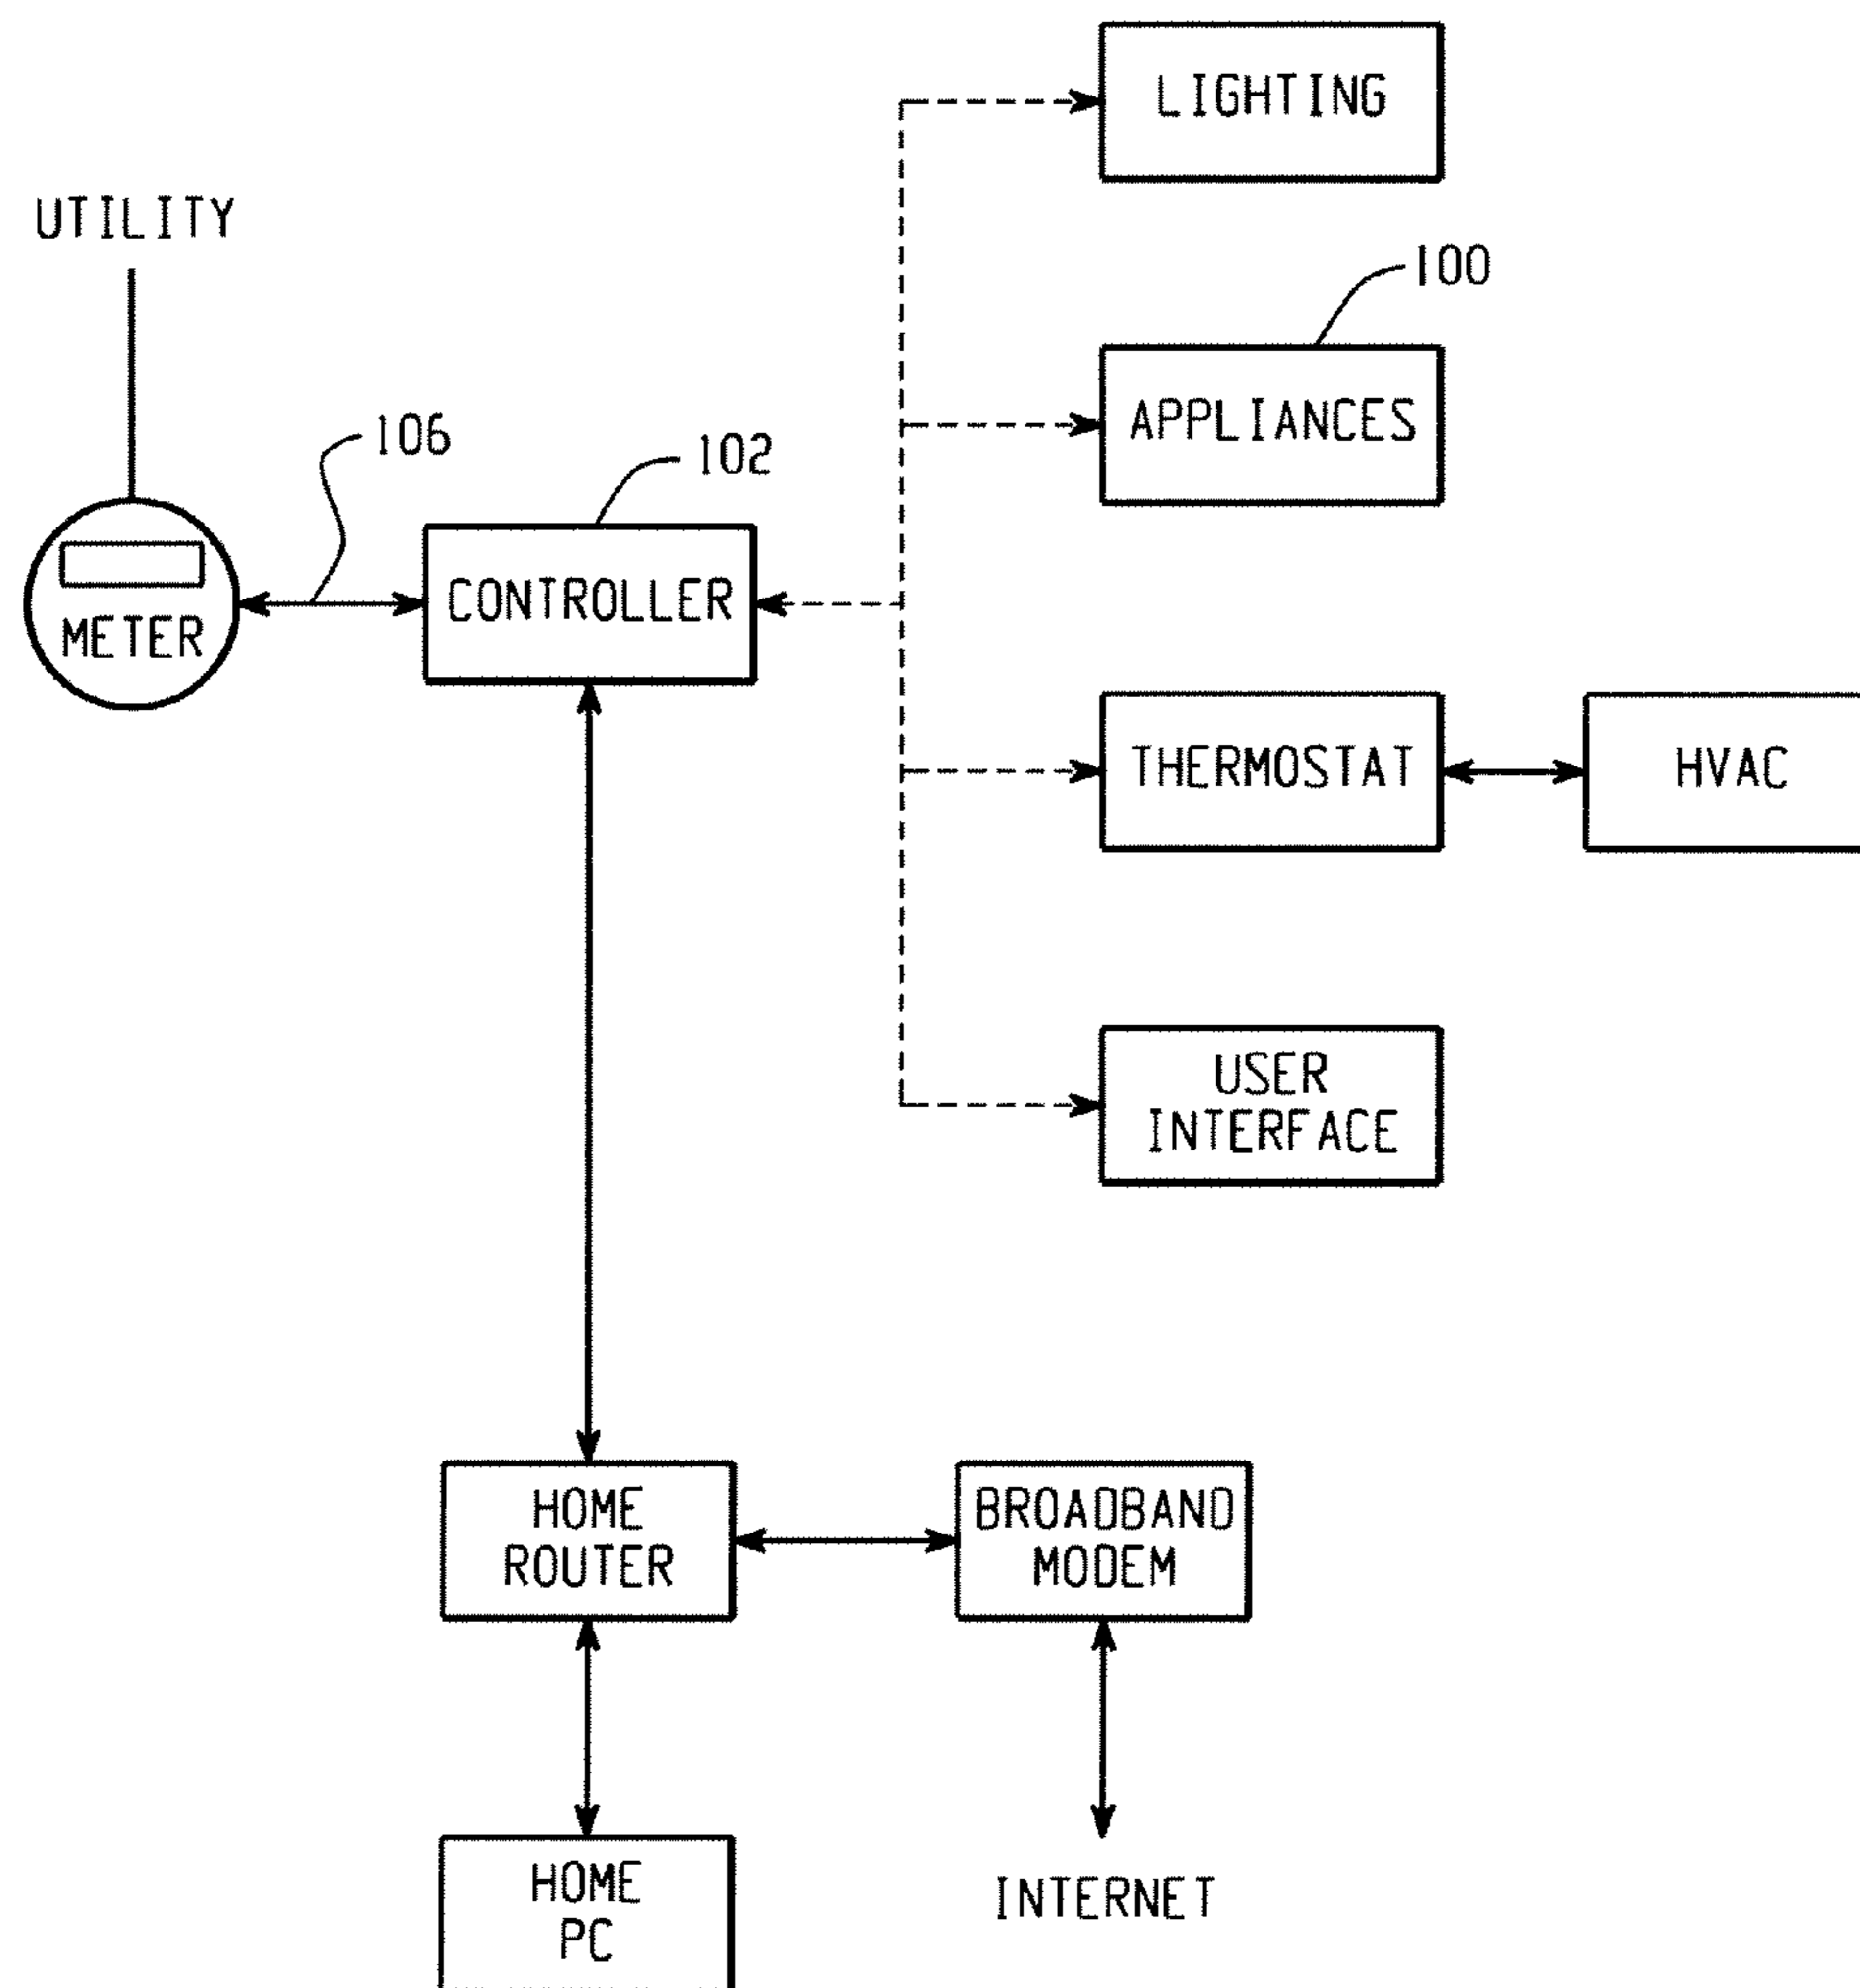 LIGHTING
UTILITY
100
APPLIANCES
106
102
CONTROLLER
METER
THERMOSTAT
HVAC
USER
INTERFACE
HOME
ROUTER
BROADBAND
MODEM
HOME
PC
INTERNET